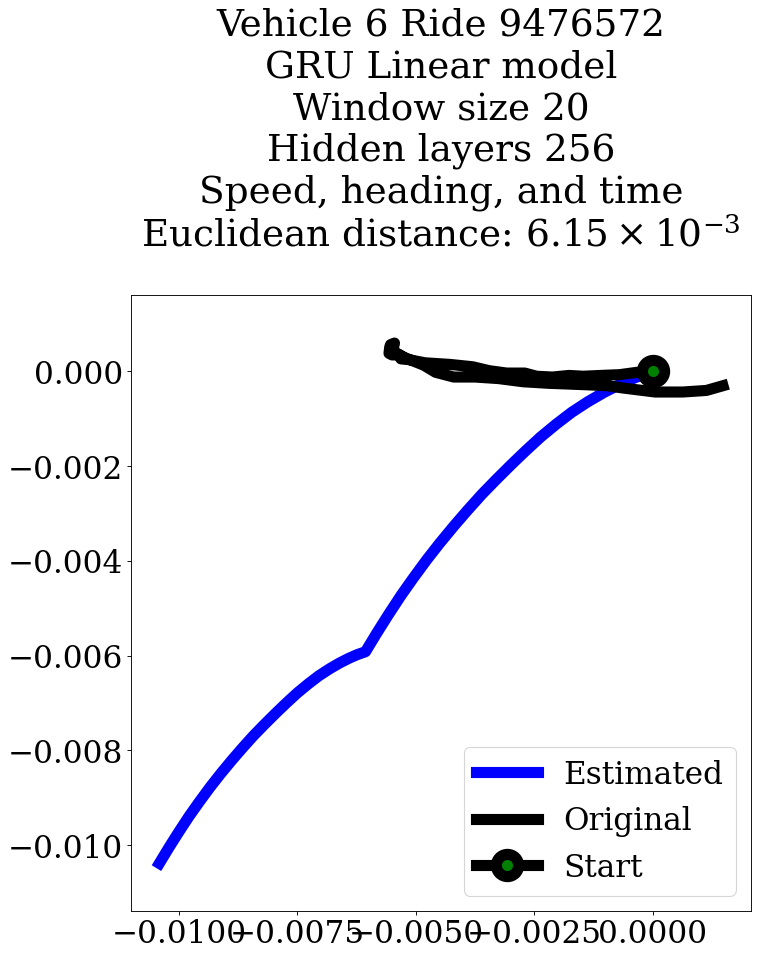 Vehicle 6 Ride 9476572
GRU Linear model
Window size 20
Hidden layers 256
Speed, heading, and time
Euclidean distance: 6.15 × 10⁻³
0.000
−0.002
−0.004
−0.006
−0.008
−0.010
Estimated
Original
Start
−0.0100 −0.0075 −0.0050 −0.0025 0.0000